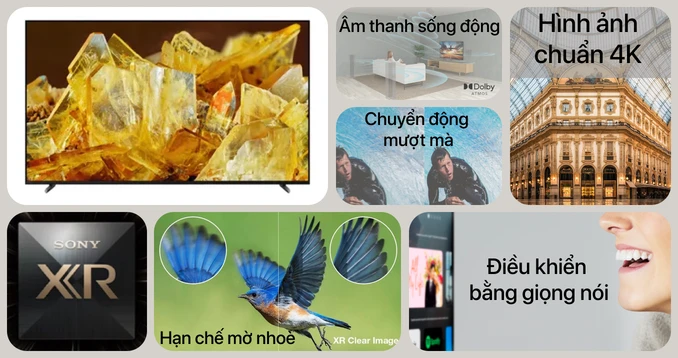 Âm thanh sống động
Dolby
ATMOS
Chuyển động
mượt mà
Hình ảnh
chuẩn 4K
SONY
XR
Hạn chế mờ nhoè
XR Clear Image
Điều khiển
bằng giọng nói